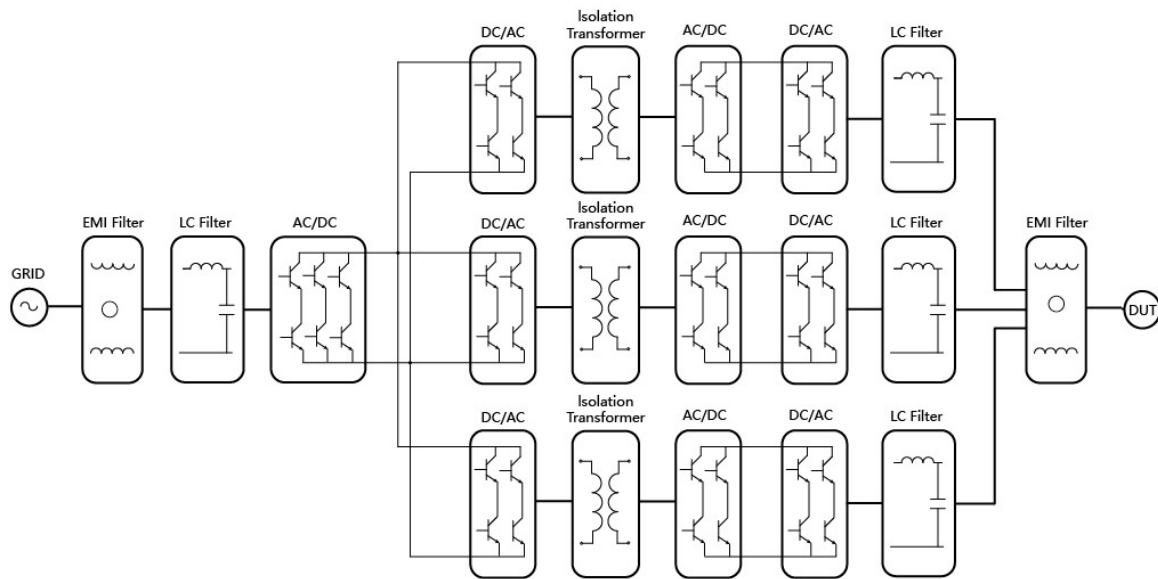 Isolation
Transformer
DC/AC
AC/DC
DC/AC
LC Filter
Isolation
Transformer
EMI Filter
LC Filter
AC/DC
DC/AC
AC/DC
DC/AC
LC Filter
EMI Filter
GRID
DUT
Isolation
Transformer
DC/AC
AC/DC
DC/AC
LC Filter